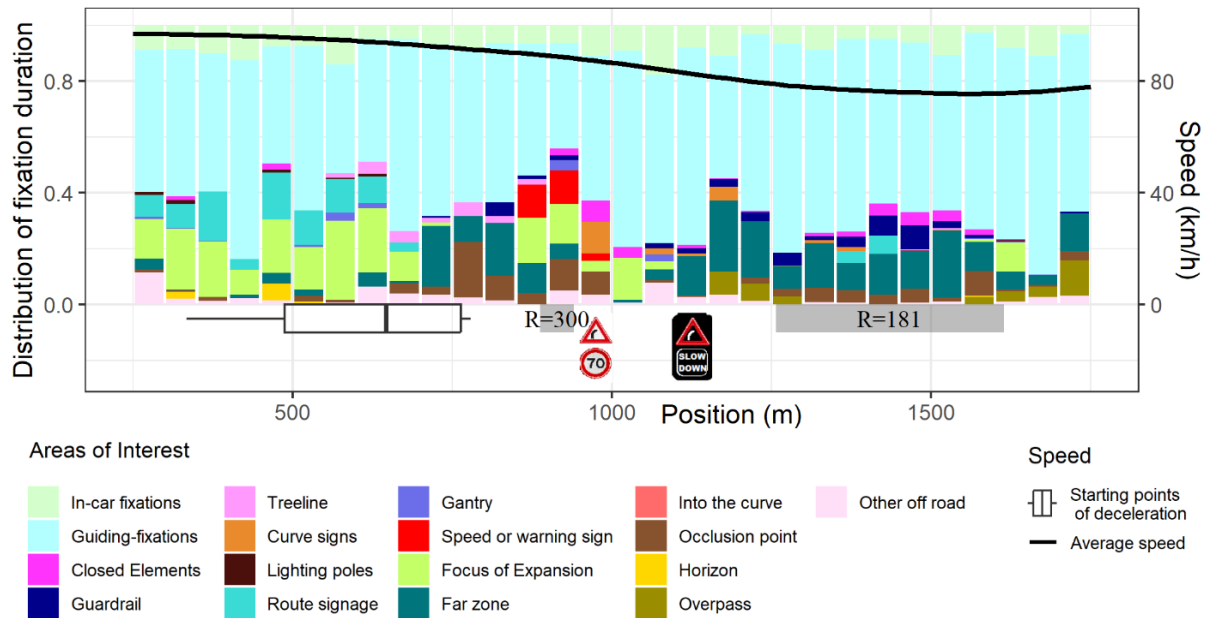 Distribution of fixation duration
0.8
0.4
0.0
80
40
0
Speed (km/h)
R=300
R=181
70
SLOW
DOWN
500
1000
1500
Position (m)
Areas of Interest
In-car fixations
Guiding-fixations
Closed Elements
Guardrail
Treeline
Curve signs
Lighting poles
Route signage
Gantry
Speed or warning sign
Focus of Expansion
Far zone
Into the curve
Occlusion point
Horizon
Overpass
Other off road
Speed
Starting points
of deceleration
Average speed